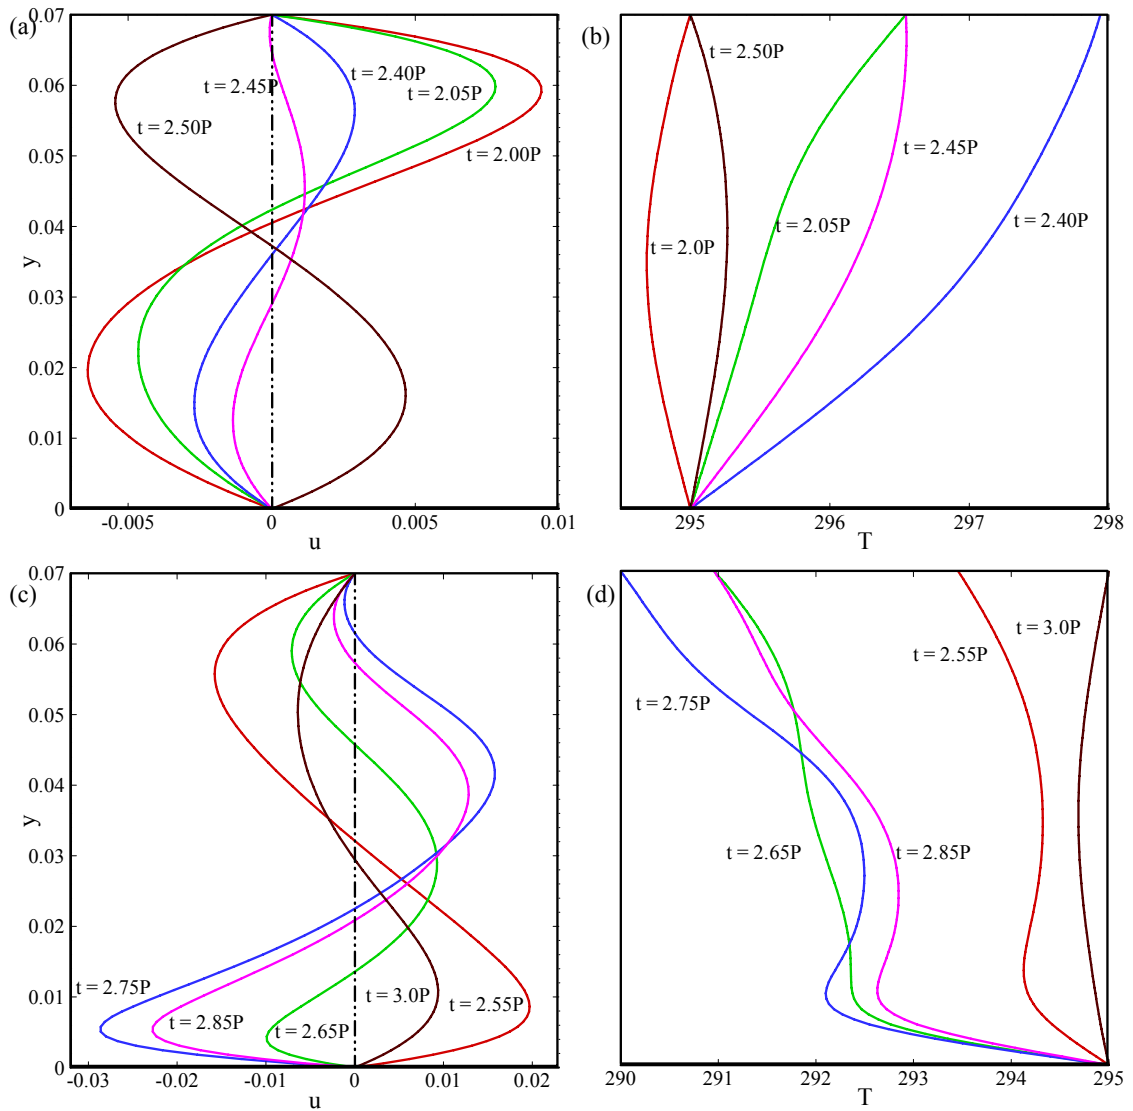 (a)
0.07
0.06
0.05
0.04
0.03
0.02
0.01
0
y
t = 2.45P
t = 2.40P
t = 2.05P
t = 2.50P
t = 2.00P
-0.005
0
0.005
0.01
u
(b)
t = 2.50P
t = 2.45P
t = 2.0P
t = 2.05P
t = 2.40P
295
296
297
298
T
(c)
0.07
0.06
0.05
0.04
0.03
0.02
0.01
0
y
t = 2.75P
t = 2.85P
t = 2.65P
t = 3.0P
t = 2.55P
-0.03
-0.02
-0.01
0
0.01
0.02
u
(d)
t = 3.0P
t = 2.55P
t = 2.75P
t = 2.65P
t = 2.85P
290
291
292
293
294
295
T